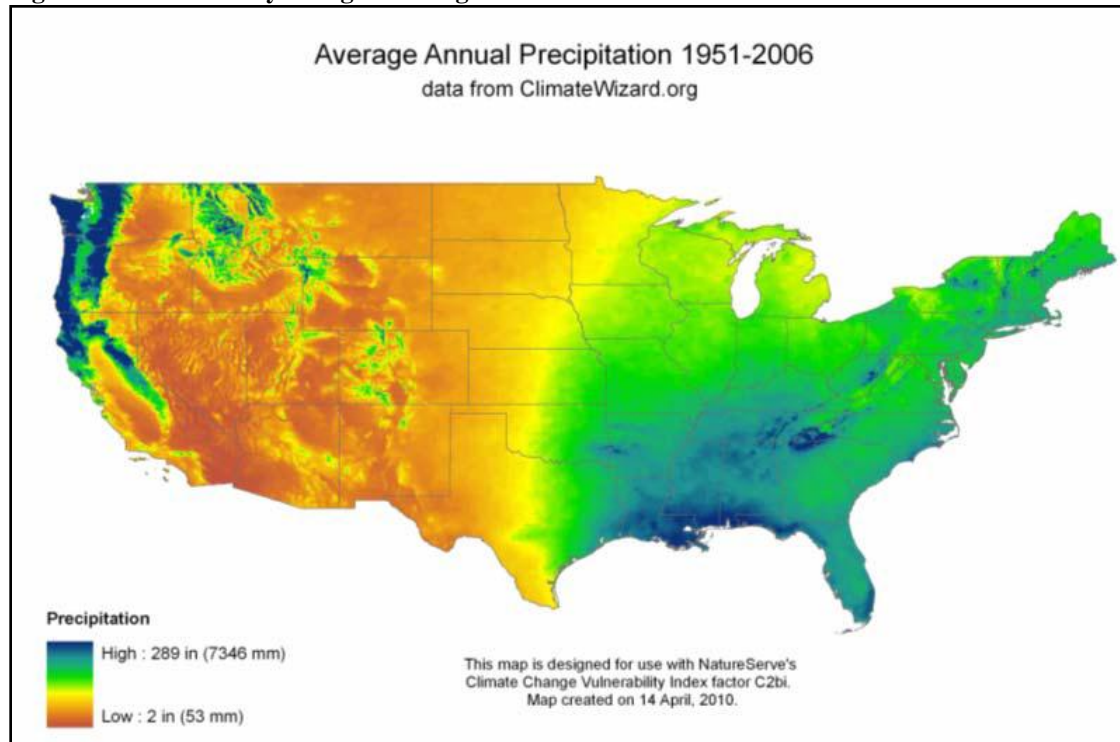 Average Annual Precipitation 1951-2006
data from ClimateWizard.org
Precipitation
High : 289 in (7346 mm)
Low : 2 in (53 mm)
This map is designed for use with NatureServe's
Climate Change Vulnerability Index factor C2bi.
Map created on 14 April, 2010.